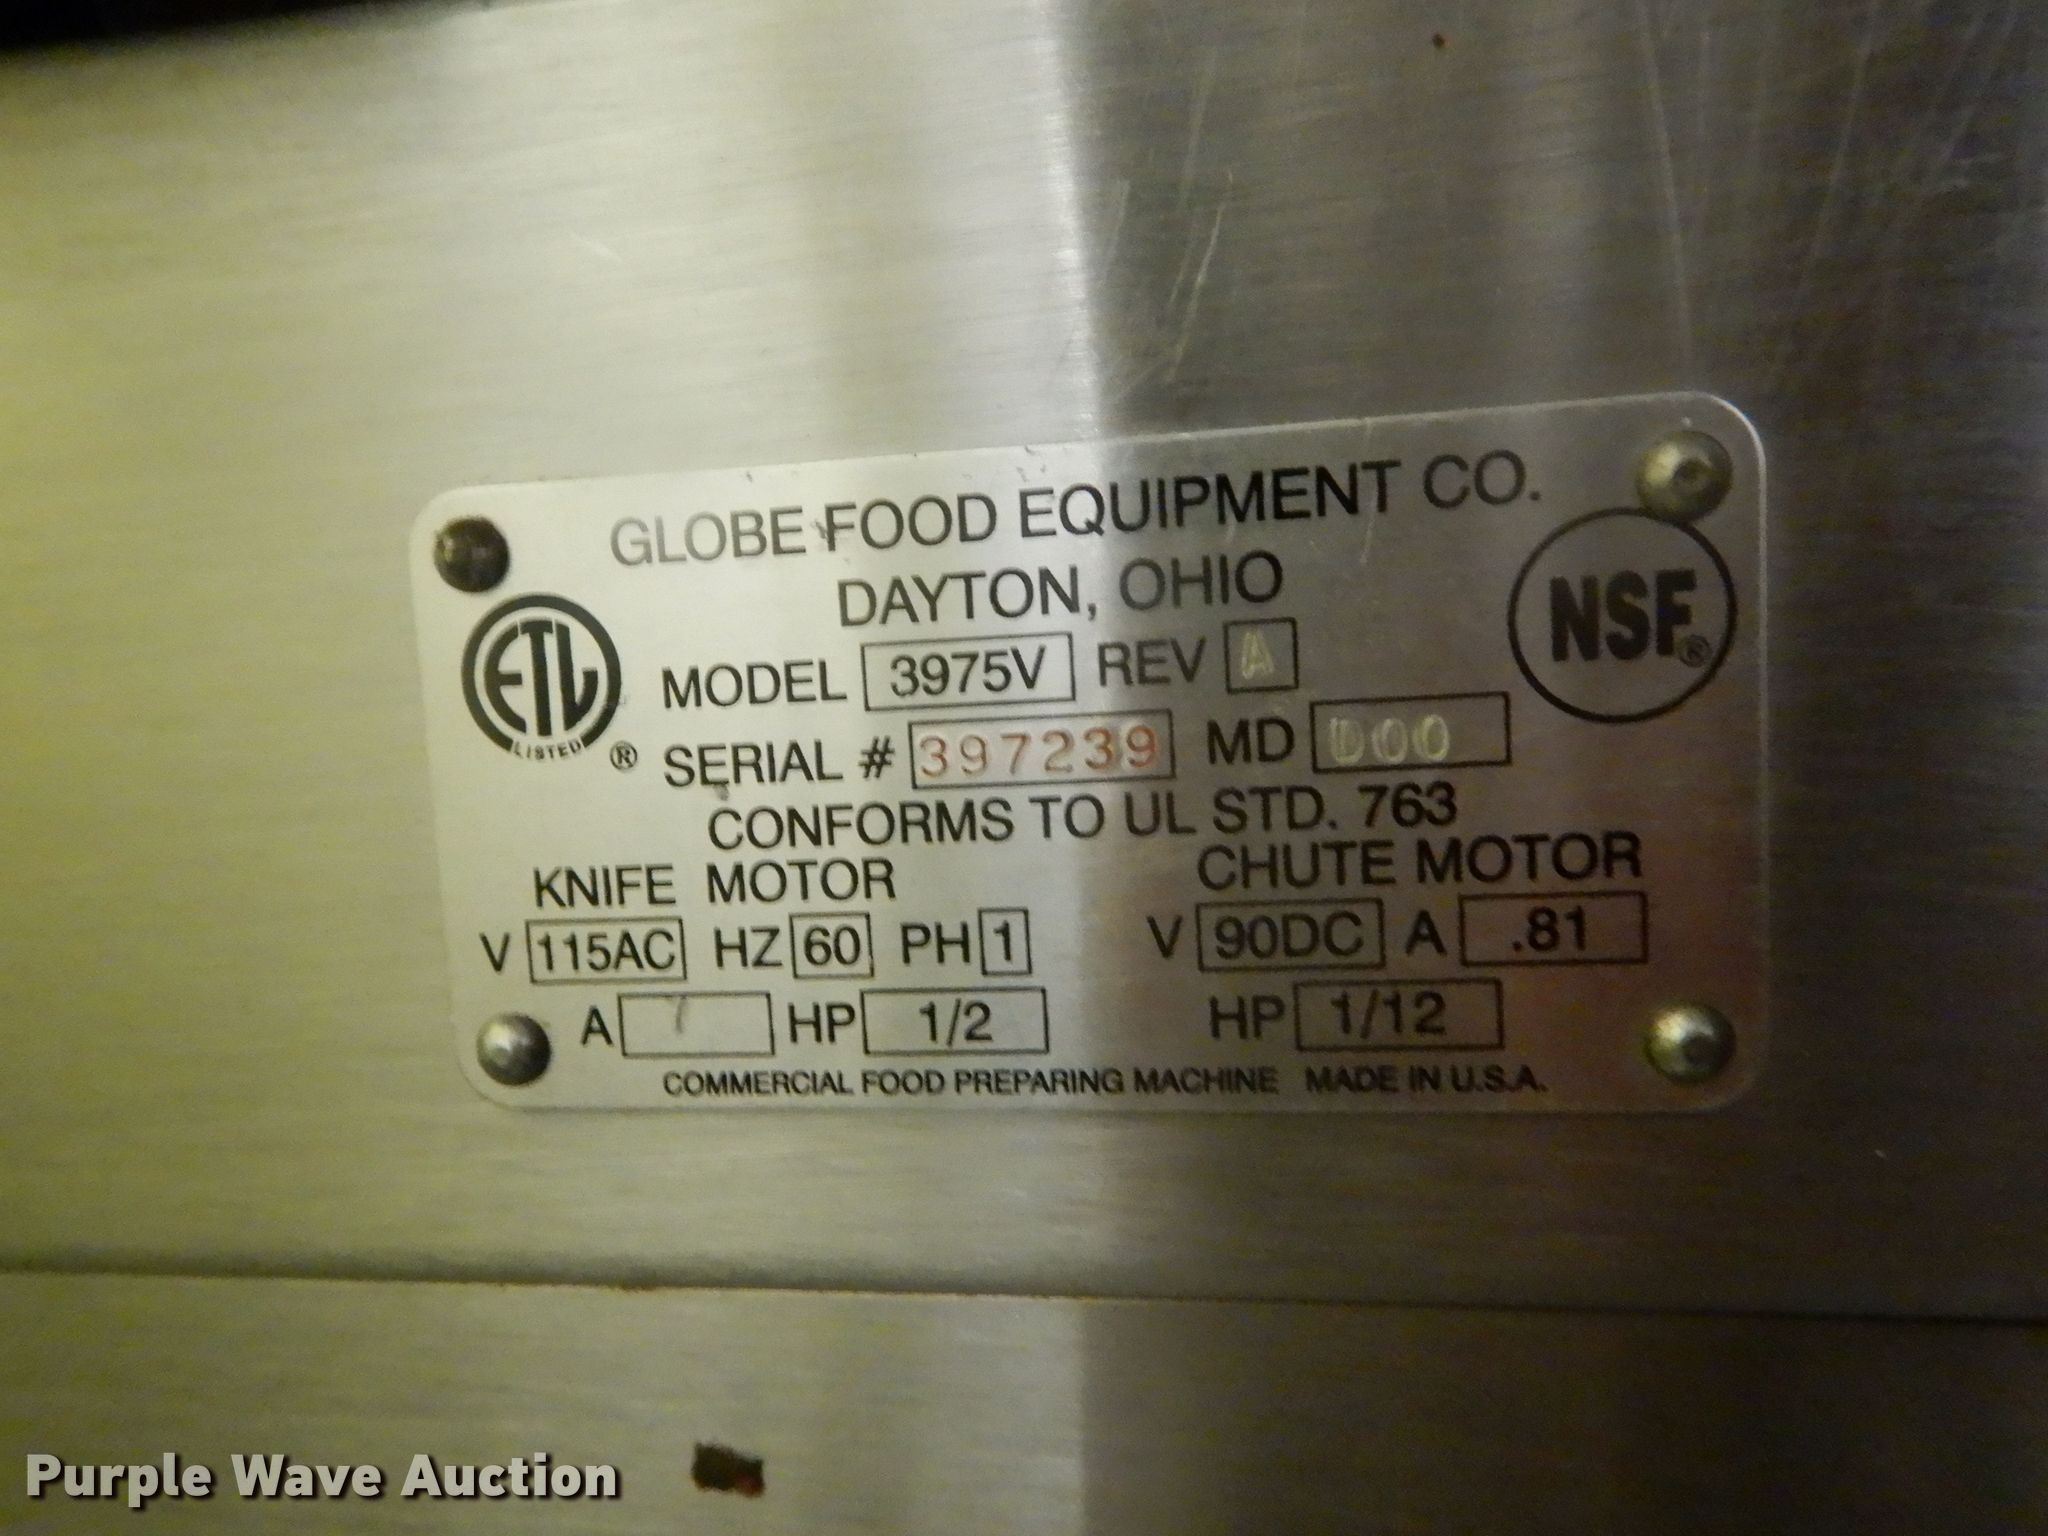 GLOBE FOOD EQUIPMENT CO.
DAYTON, OHIO
ETL LISTED ®
NSF®
MODEL 3975V REV A
SERIAL # 397239 MD D00
CONFORMS TO UL STD. 763
KNIFE MOTOR CHUTE MOTOR
V 115AC HZ 60 PH 1 V 90DC A .81
A 7 HP 1/2 HP 1/12
COMMERCIAL FOOD PREPARING MACHINE MADE IN U.S.A.
Purple Wave Auction